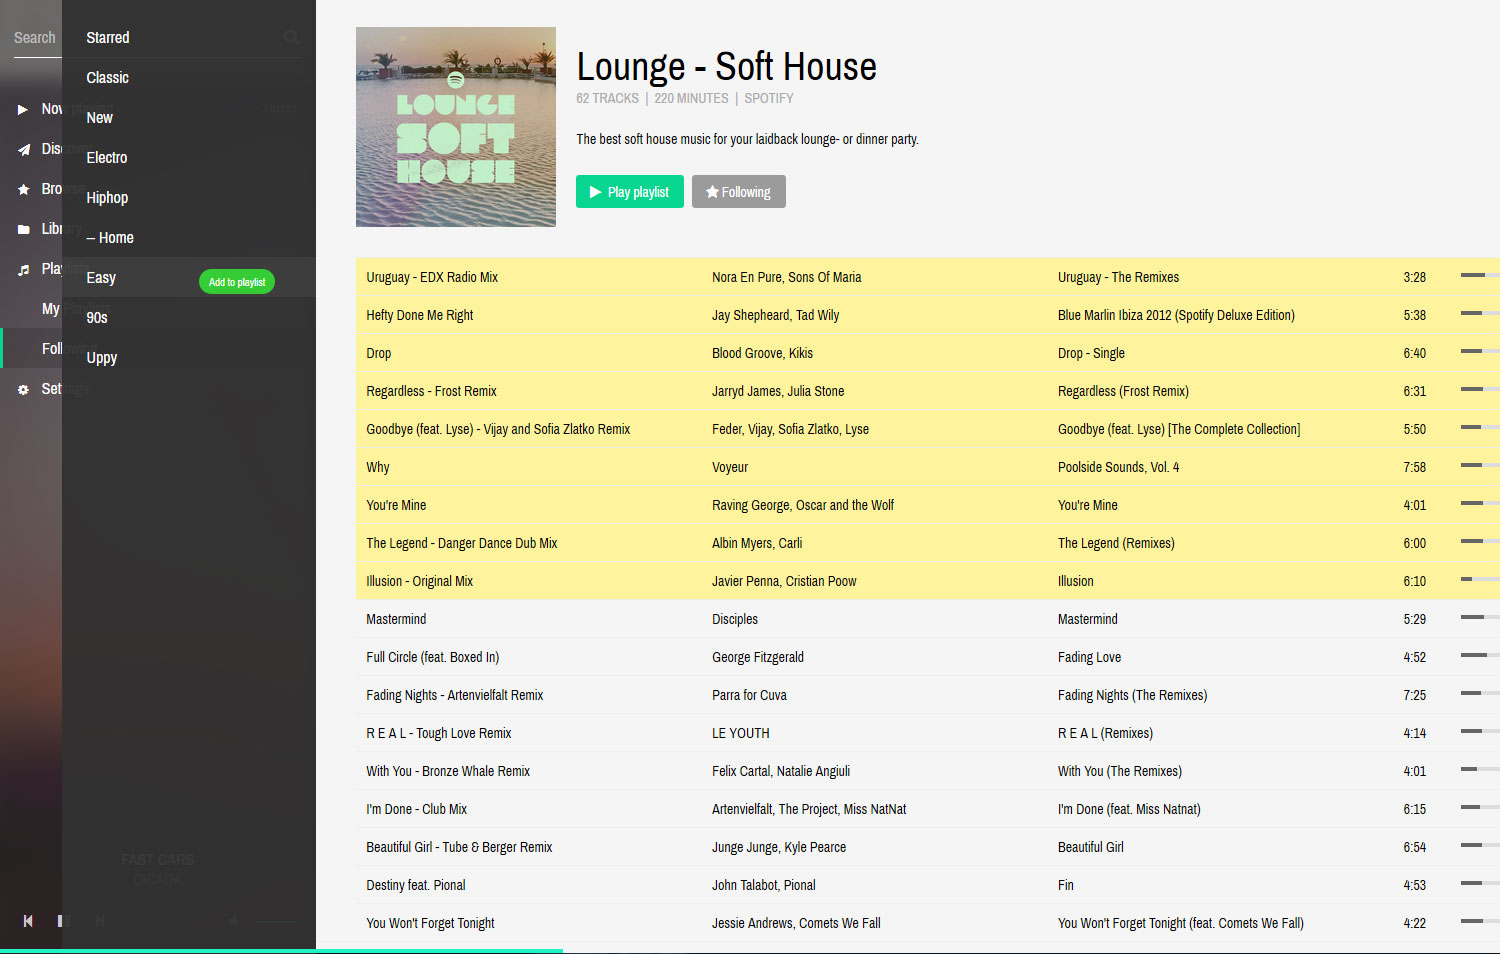 Search
Now playing
7 tracks
Discover
Browse
Library
Playlists
My Playlists
Following
Settings
Starred
Classic
New
Electro
Hiphop
– Home
Easy
Add to playlist
90s
Uppy
FAST CARS
CICADA
LOUNGE
SOFT
HOUSE
Lounge - Soft House
62 TRACKS | 220 MINUTES | SPOTIFY
The best soft house music for your laidback lounge- or dinner party.
Play playlist
Following
Uruguay - EDX Radio Mix Nora En Pure, Sons Of Maria Uruguay - The Remixes 3:28
Hefty Done Me Right Jay Shepheard, Tad Wily Blue Marlin Ibiza 2012 (Spotify Deluxe Edition) 5:38
Drop Blood Groove, Kikis Drop - Single 6:40
Regardless - Frost Remix Jarryd James, Julia Stone Regardless (Frost Remix) 6:31
Goodbye (feat. Lyse) - Vijay and Sofia Zlatko Remix Feder, Vijay, Sofia Zlatko, Lyse Goodbye (feat. Lyse) [The Complete Collection] 5:50
Why Voyeur Poolside Sounds, Vol. 4 7:58
You're Mine Raving George, Oscar and the Wolf You're Mine 4:01
The Legend - Danger Dance Dub Mix Albin Myers, Carli The Legend (Remixes) 6:00
Illusion - Original Mix Javier Penna, Cristian Poow Illusion 6:10
Mastermind Disciples Mastermind 5:29
Full Circle (feat. Boxed In) George Fitzgerald Fading Love 4:52
Fading Nights - Artenvielfalt Remix Parra for Cuva Fading Nights (The Remixes) 7:25
R E A L - Tough Love Remix LE YOUTH R E A L (Remixes) 4:14
With You - Bronze Whale Remix Felix Cartal, Natalie Angiuli With You (The Remixes) 4:01
I'm Done - Club Mix Artenvielfalt, The Project, Miss NatNat I'm Done (feat. Miss Natnat) 6:15
Beautiful Girl - Tube & Berger Remix Junge Junge, Kyle Pearce Beautiful Girl 6:54
Destiny feat. Pional John Talabot, Pional Fin 4:53
You Won't Forget Tonight Jessie Andrews, Comets We Fall You Won't Forget Tonight (feat. Comets We Fall) 4:22